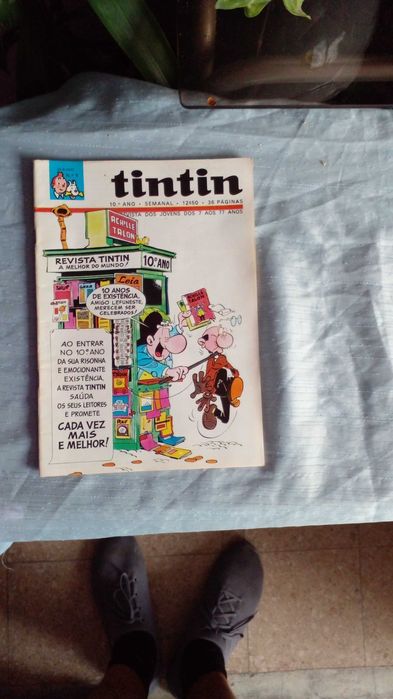 tintin
10.º ANO • SEMANAL • 12$50 • 36 PÁGINAS
REVISTA DOS JOVENS DOS 7 AOS 77 ANOS
ACHILLE
TALON
REVISTA TINTIN
A MELHOR DO MUNDO!
10.º ANO
Leia
10 ANOS
DE EXISTÊNCIA,
AMIGO LEFUNESTE,
MERECEM SER
CELEBRADOS!
AO ENTRAR
NO 10.º ANO
DA SUA RISONHA
E EMOCIONANTE
EXISTÊNCIA,
A REVISTA TINTIN
SAÚDA
OS SEUS LEITORES
E PROMETE
CADA VEZ
MAIS
E MELHOR!